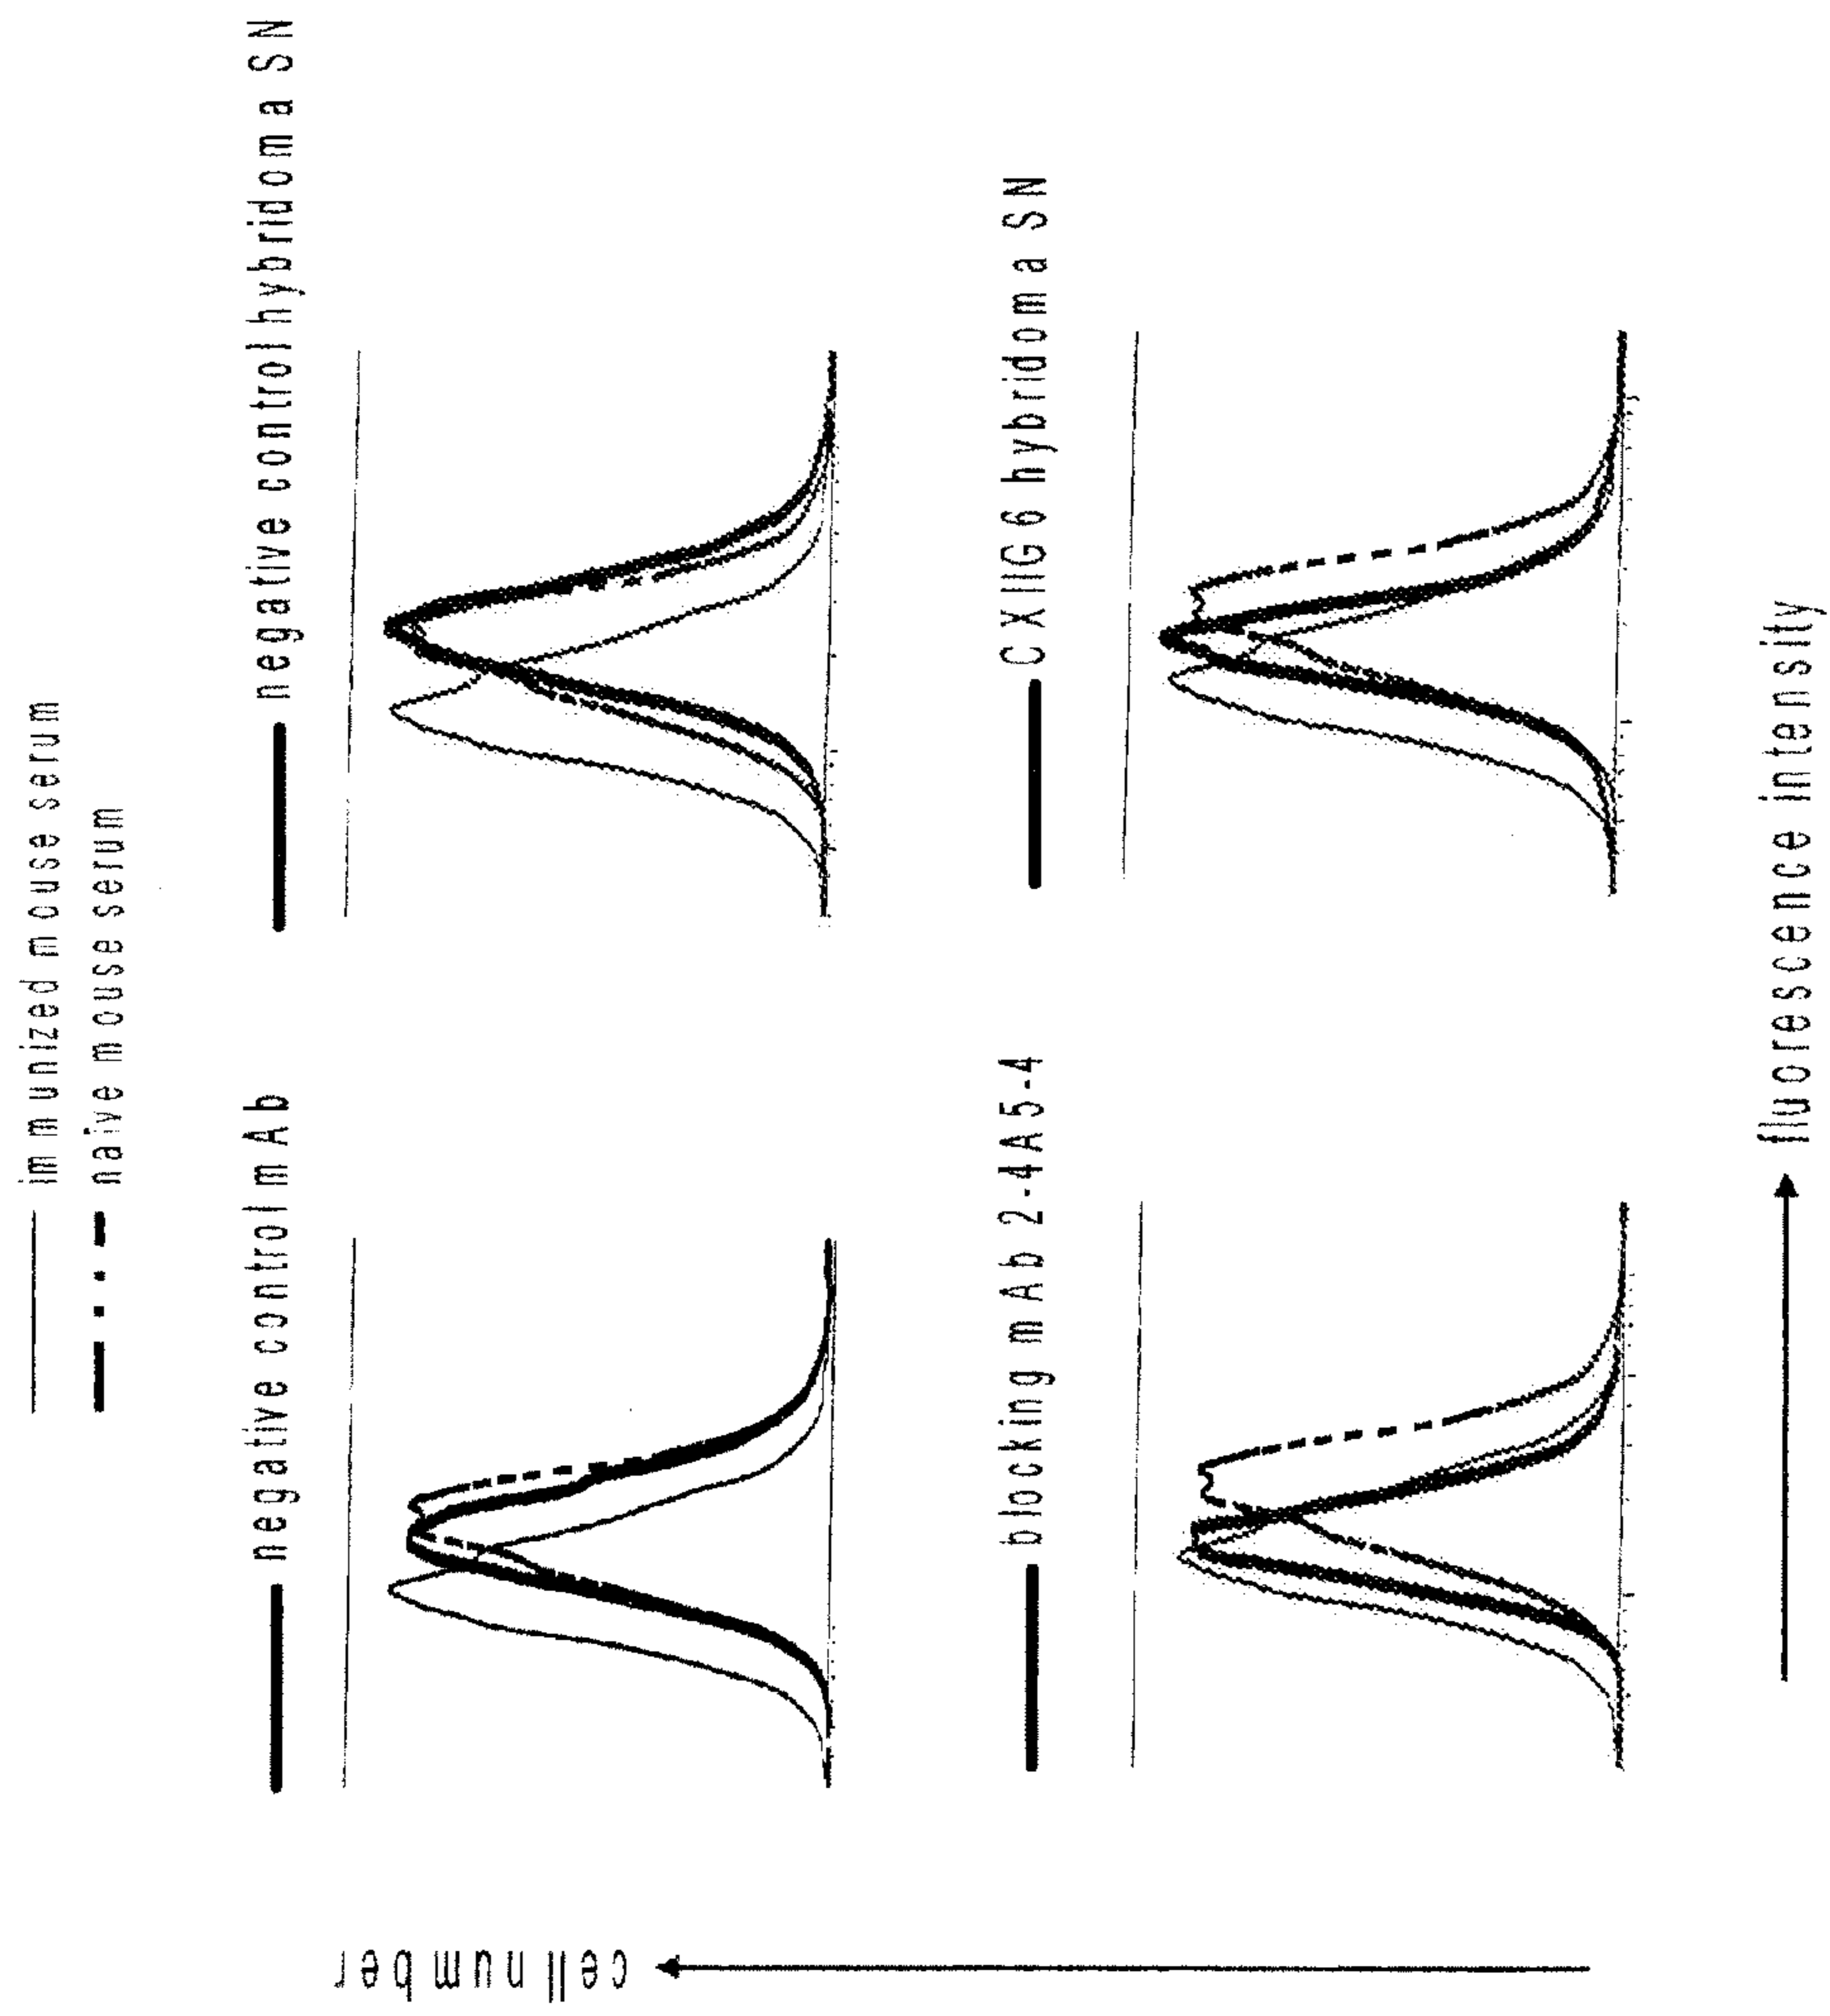 immunized mouse serum
naïve mouse serum
negative control mAb
negative control hybridoma SN
blocking mAb 2-4A5-4
CXIIG6 hybridoma SN
cell number
fluorescence intensity